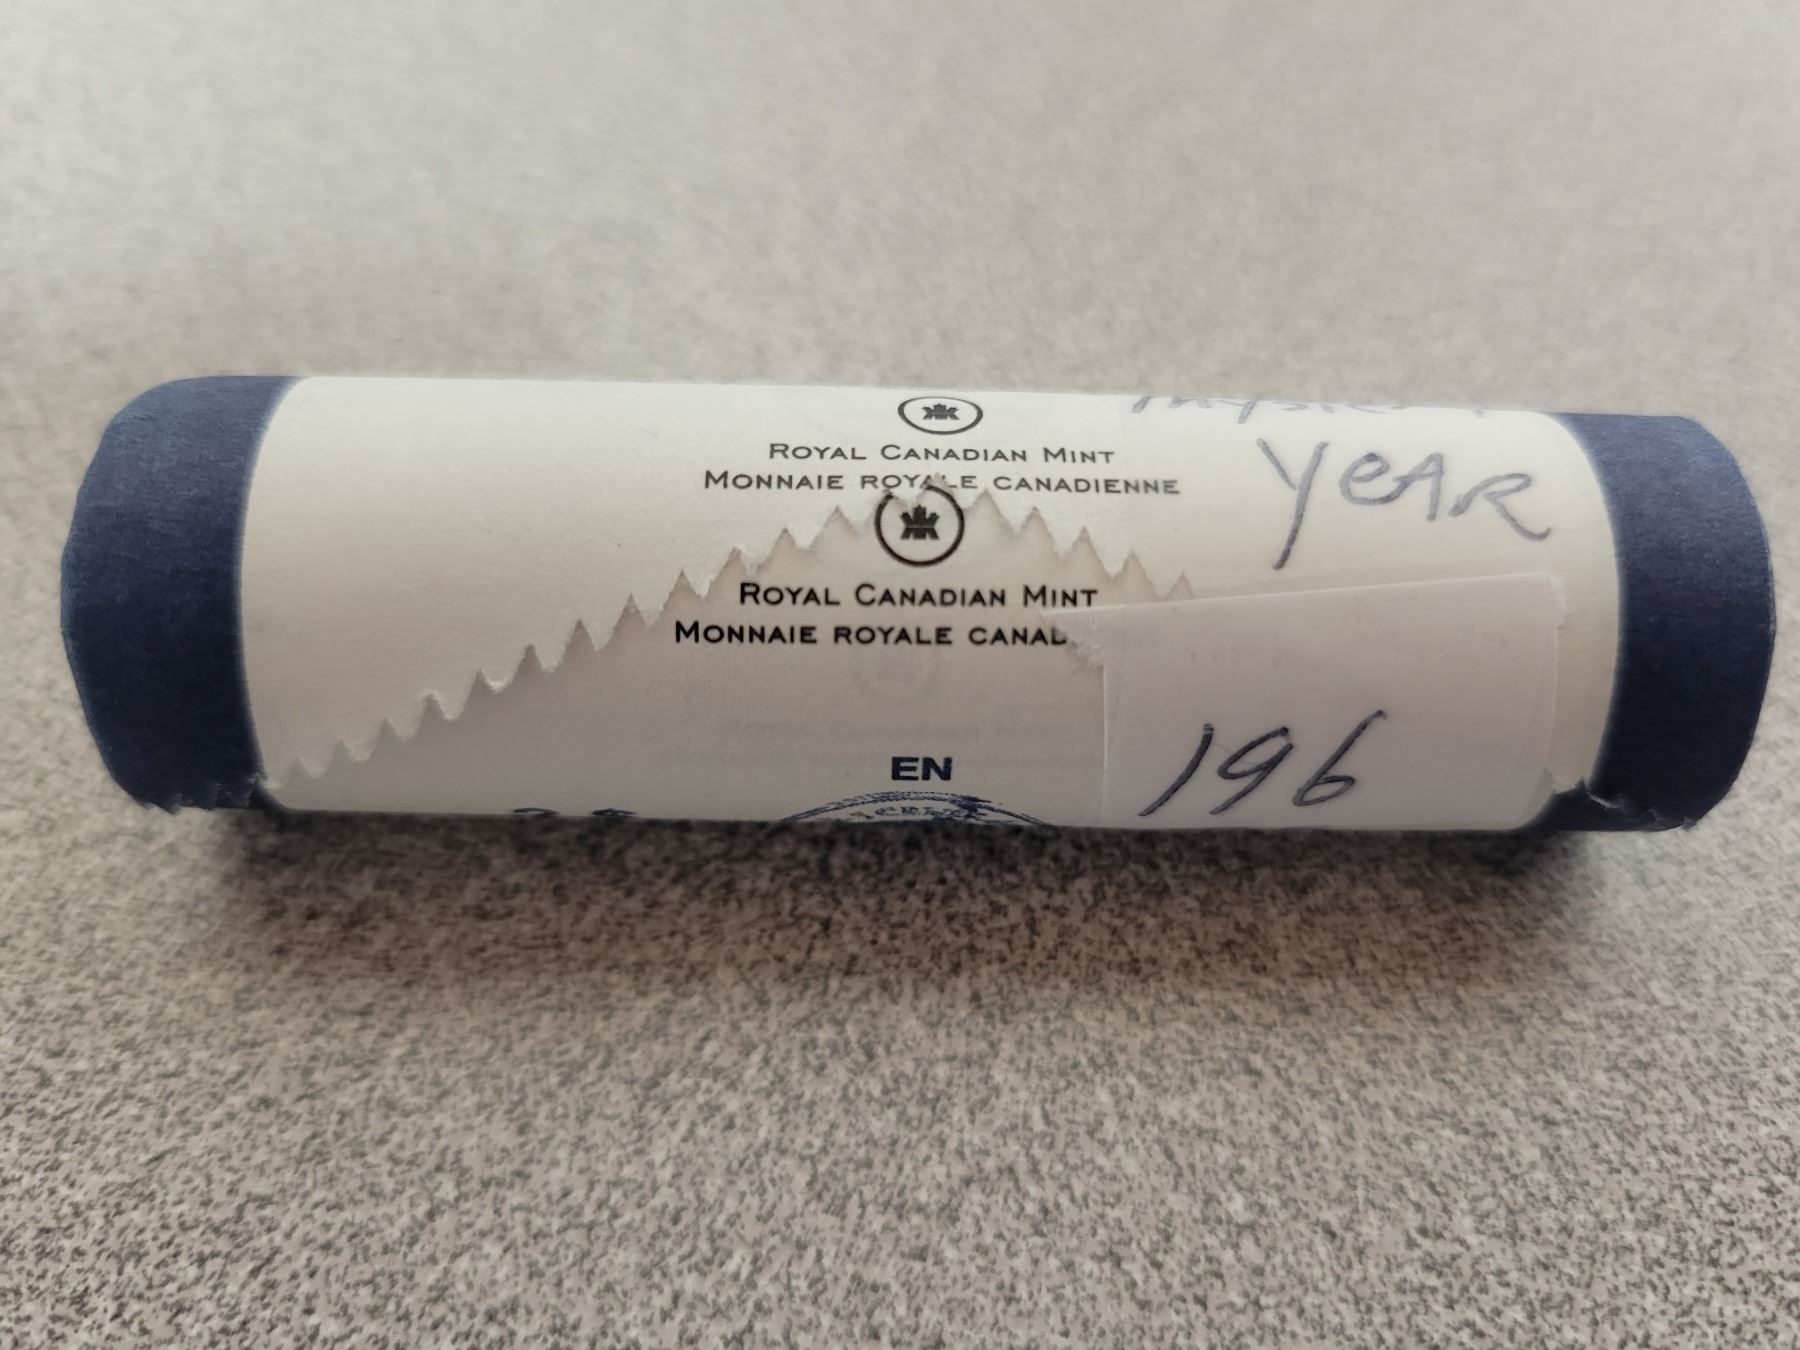 ROYAL CANADIAN MINT
MONNAIE ROYALE CANADIENNE
YEAR
ROYAL CANADIAN MINT
MONNAIE ROYALE CANAD
196
EN